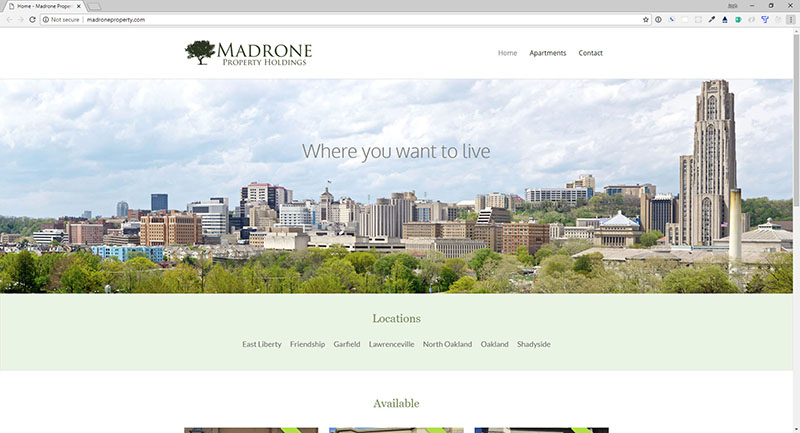 Home - Madrone Proper
Not secure | madroneproperty.com
MADRONE
PROPERTY HOLDINGS
Home Apartments Contact
Where you want to live
Locations
East Liberty Friendship Garfield Lawrenceville North Oakland Oakland Shadyside
Available